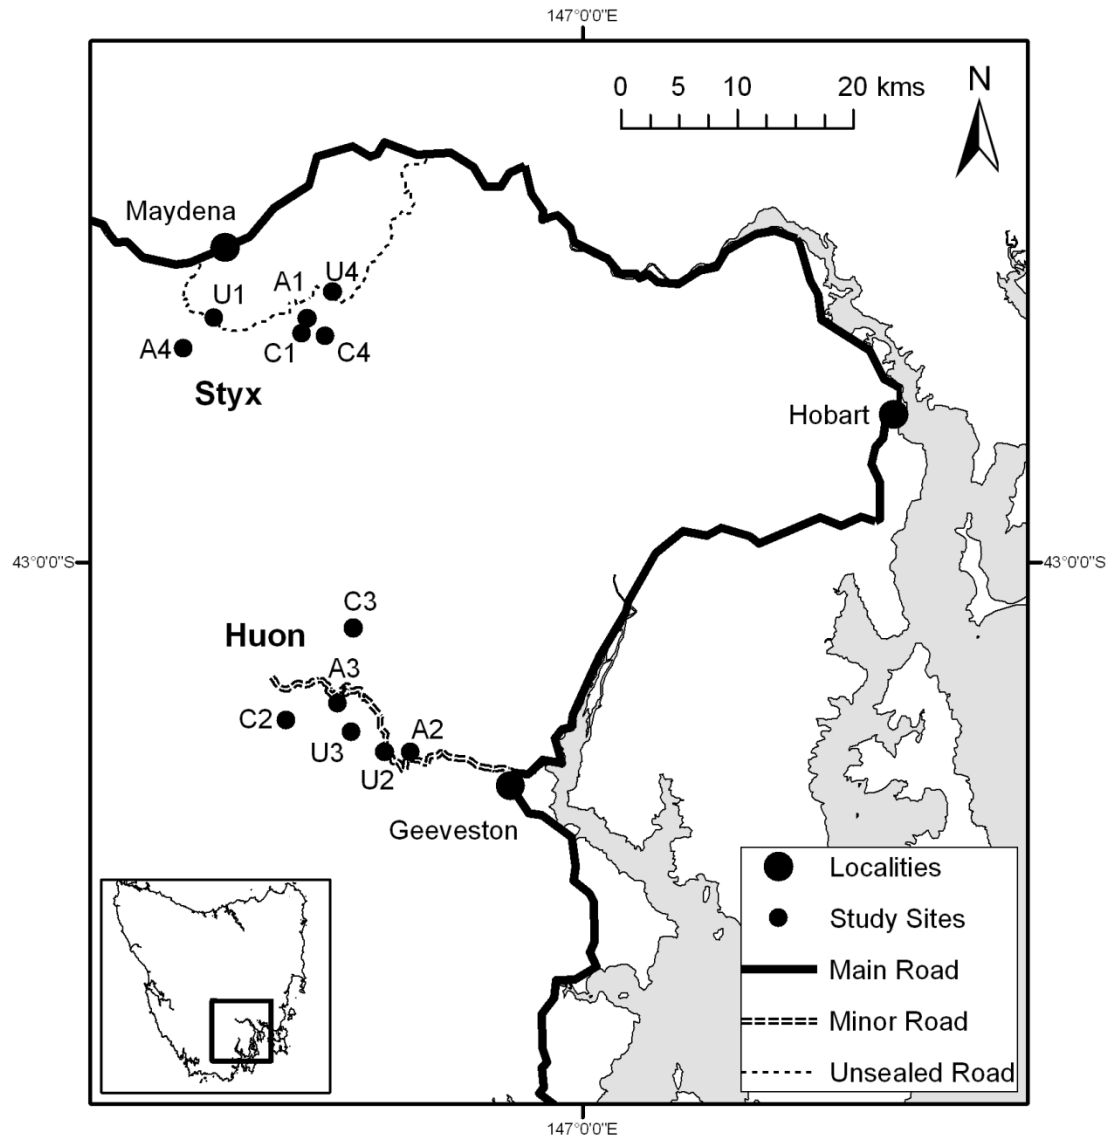 147°0'0"E
0 5 10 20 kms
N
Maydena
U1
A1
U4
A4
C1
C4
Styx
Hobart
43°0'0"S
43°0'0"S
C3
Huon
A3
C2
U3
A2
U2
Geeveston
Localities
Study Sites
Main Road
Minor Road
Unsealed Road
147°0'0"E